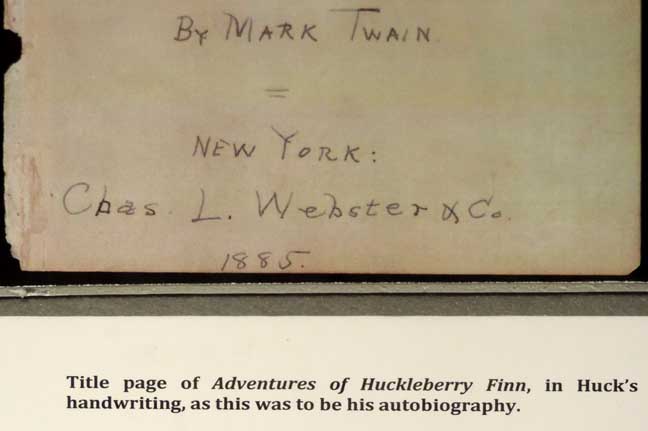 By Mark Twain.
=
New York:
Chas. L. Webster & Co.
1885.
Title page of Adventures of Huckleberry Finn, in Huck's
handwriting, as this was to be his autobiography.